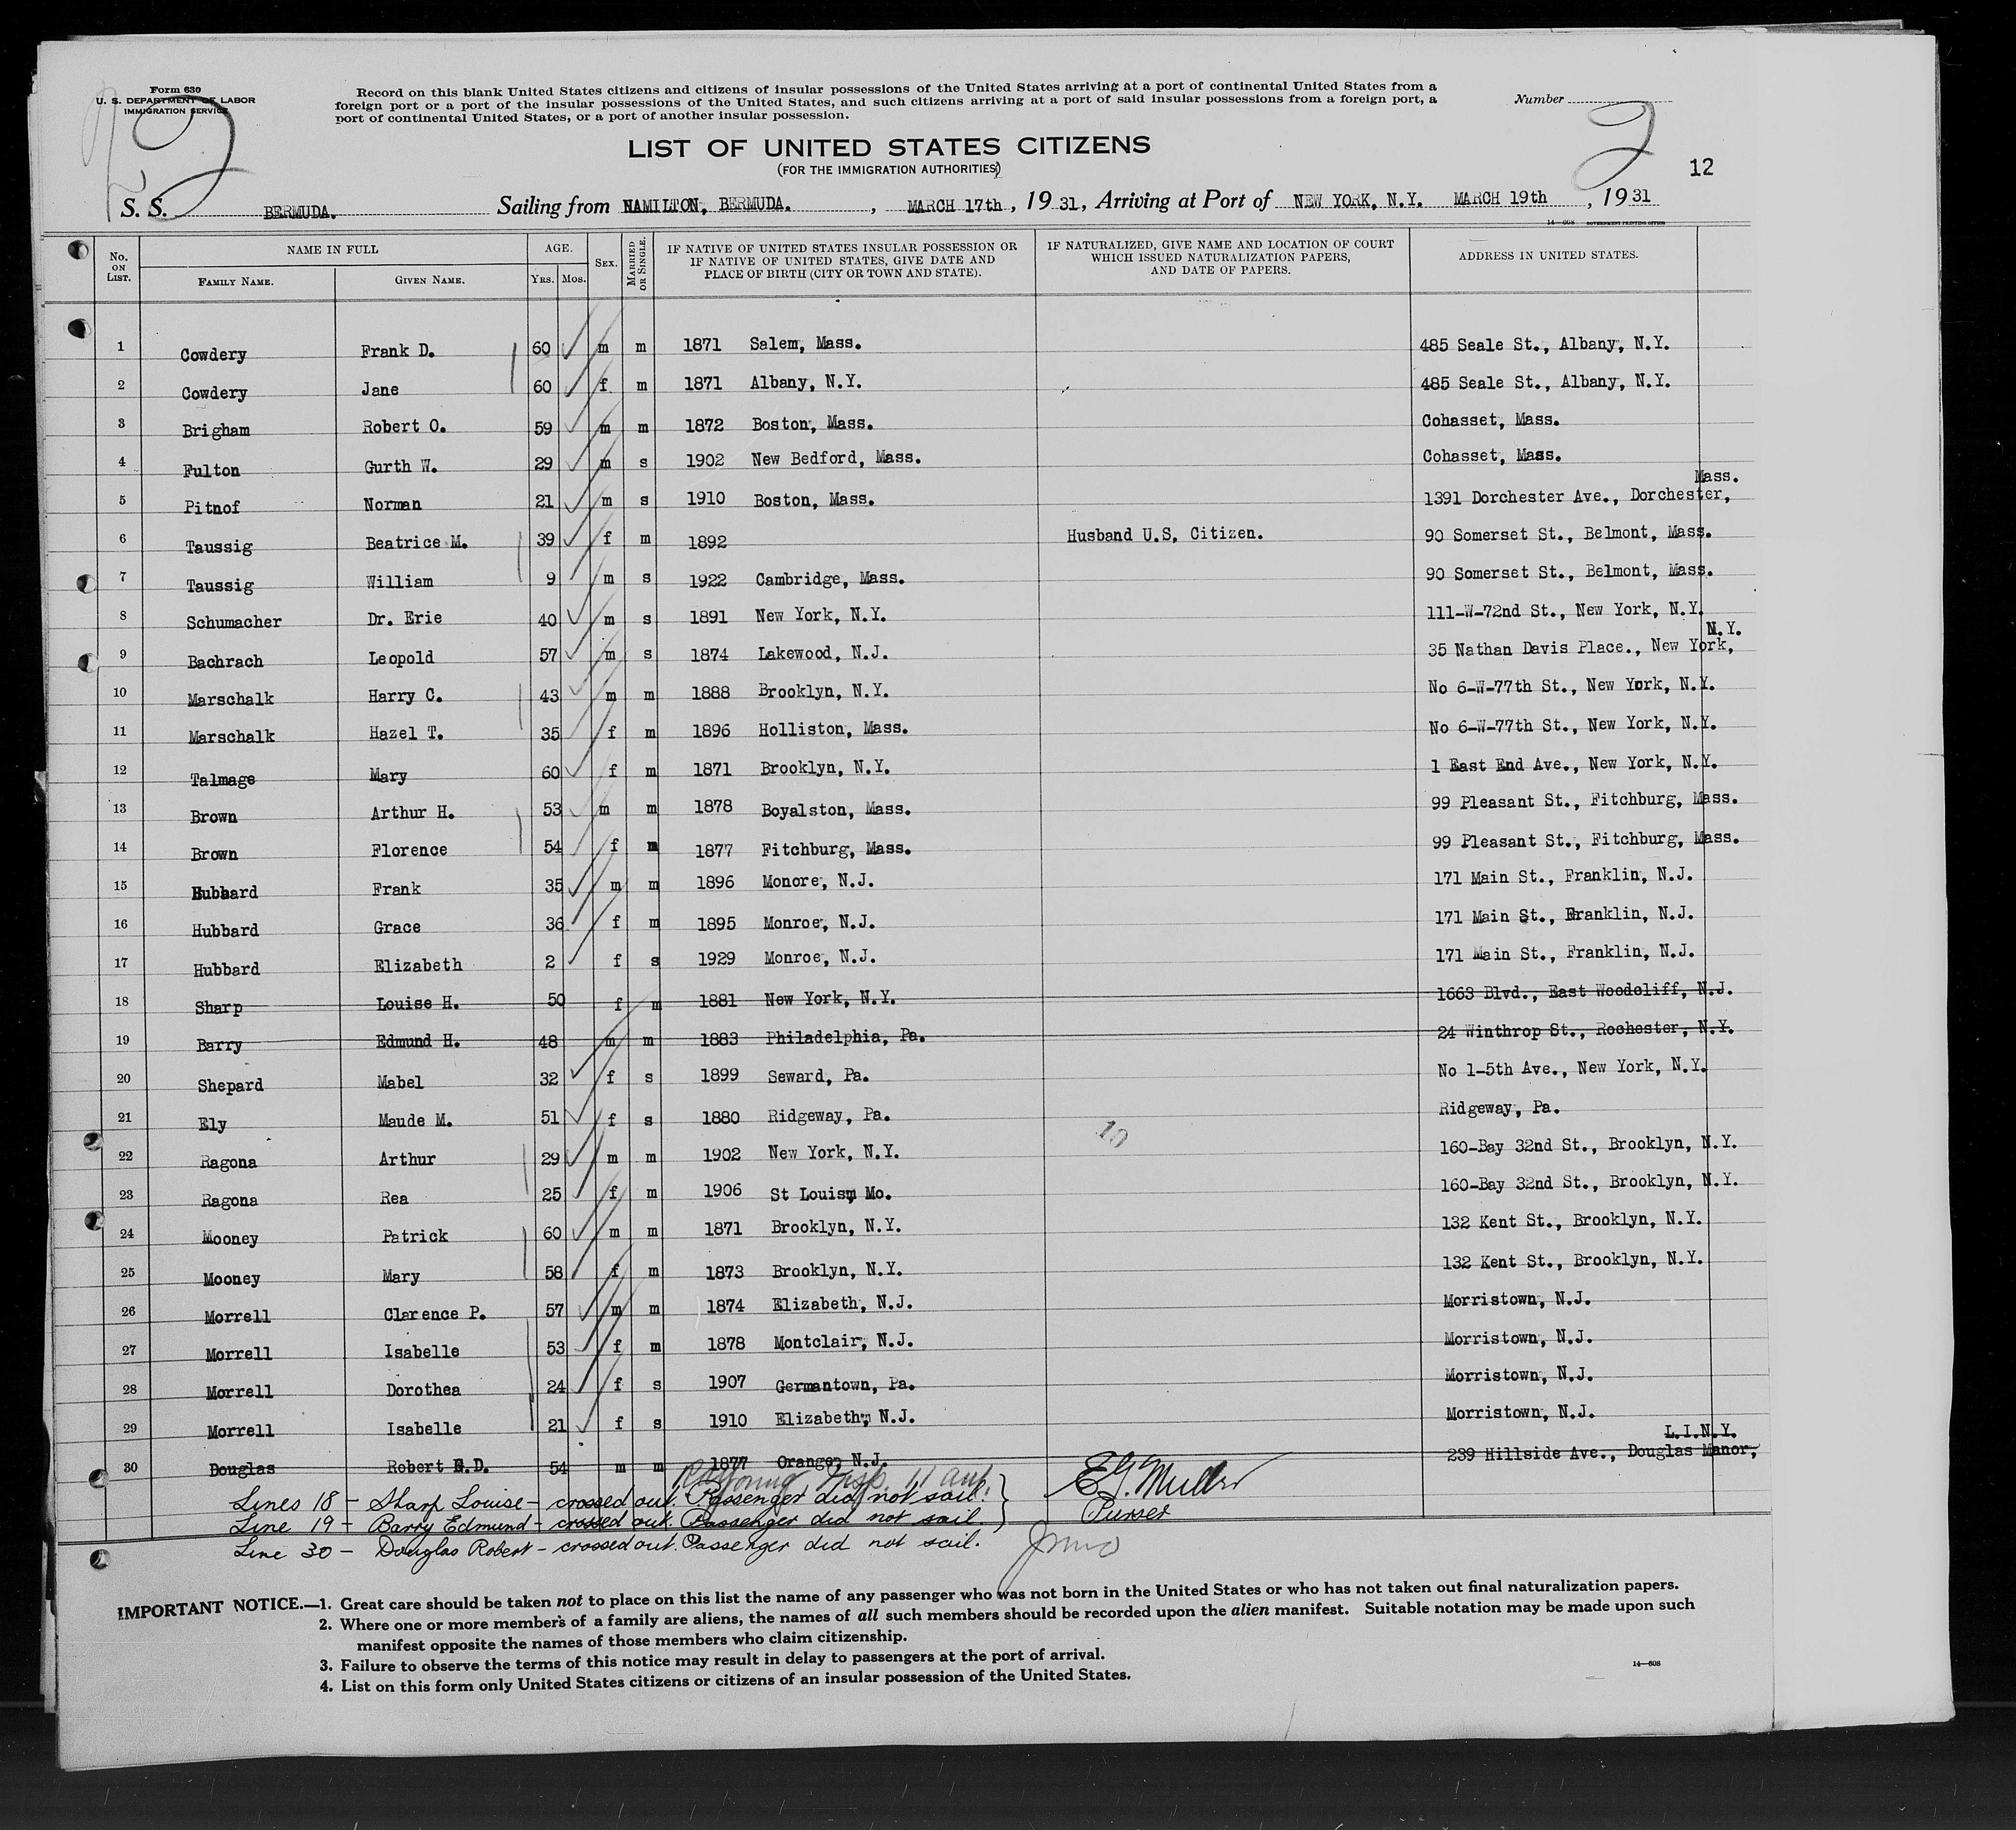 Form 630
U. S. DEPARTMENT OF LABOR
IMMIGRATION SERVICE
Record on this blank United States citizens and citizens of insular possessions of the United States arriving at a port of continental United States from a
foreign port or a port of the insular possessions of the United States, and such citizens arriving at a port of said insular possessions from a foreign port, a
port of continental United States, or a port of another insular possession.
Number
2
2
12
LIST OF UNITED STATES CITIZENS
(FOR THE IMMIGRATION AUTHORITIES)
S. S. BERMUDA. Sailing from HAMILTON, BERMUDA. , MARCH 17th , 19 31, Arriving at Port of NEW YORK, N.Y. MARCH 19th , 19 31
14—608 GOVERNMENT PRINTING OFFICE
No. ON LIST. NAME IN FULL FAMILY NAME. GIVEN NAME. AGE. YRS. MOS. SEX. MARRIED OR SINGLE. IF NATIVE OF UNITED STATES INSULAR POSSESSION OR IF NATIVE OF UNITED STATES, GIVE DATE AND PLACE OF BIRTH (CITY OR TOWN AND STATE). IF NATURALIZED, GIVE NAME AND LOCATION OF COURT WHICH ISSUED NATURALIZATION PAPERS, AND DATE OF PAPERS. ADDRESS IN UNITED STATES.
1 Cowdery Frank D. 60 m m 1871 Salem, Mass. 485 Seale St., Albany, N.Y.
2 Cowdery Jane 60 f m 1871 Albany, N.Y. 485 Seale St., Albany, N.Y.
3 Brigham Robert O. 59 m m 1872 Boston, Mass. Cohasset, Mass.
4 Fulton Gurth W. 29 m s 1902 New Bedford, Mass. Cohasset, Mass.
5 Pitnof Norman 21 m s 1910 Boston, Mass. 1391 Dorchester Ave., Dorchester, Mass.
6 Taussig Beatrice M. 39 f m 1892 Husband U.S. Citizen. 90 Somerset St., Belmont, Mass.
7 Taussig William 9 m s 1922 Cambridge, Mass. 90 Somerset St., Belmont, Mass.
8 Schumacher Dr. Erie 40 m s 1891 New York, N.Y. 111-W-72nd St., New York, N.Y.
9 Bachrach Leopold 57 m s 1874 Lakewood, N.J. 35 Nathan Davis Place., New York, N.Y.
10 Marschalk Harry C. 43 m m 1888 Brooklyn, N.Y. No 6-W-77th St., New York, N.Y.
11 Marschalk Hazel T. 35 f m 1896 Holliston, Mass. No 6-W-77th St., New York, N.Y.
12 Talmage Mary 60 f m 1871 Brooklyn, N.Y. 1 East End Ave., New York, N.Y.
13 Brown Arthur H. 53 m m 1878 Boyalston, Mass. 99 Pleasant St., Fitchburg, Mass.
14 Brown Florence 54 f m 1877 Fitchburg, Mass. 99 Pleasant St., Fitchburg, Mass.
15 Hubbard Frank 35 m m 1896 Monore, N.J. 171 Main St., Franklin, N.J.
16 Hubbard Grace 36 f m 1895 Monroe, N.J. 171 Main St., Franklin, N.J.
17 Hubbard Elizabeth 2 f s 1929 Monroe, N.J. 171 Main St., Franklin, N.J.
18 Sharp Louise H. 50 f m 1881 New York, N.Y. 1663 Blvd., East Woodcliff, N.J.
19 Barry Edmund H. 48 m m 1883 Philadelphia, Pa. 24 Winthrop St., Rochester, N.Y.
20 Shepard Mabel 32 f s 1899 Seward, Pa. No 1-5th Ave., New York, N.Y.
21 Ely Maude M. 51 f s 1880 Ridgeway, Pa. Ridgeway, Pa.
10
22 Ragona Arthur 29 m m 1902 New York, N.Y. 160-Bay 32nd St., Brooklyn, N.Y.
23 Ragona Rea 25 f m 1906 St Louis, Mo. 160-Bay 32nd St., Brooklyn, N.Y.
24 Mooney Patrick 60 m m 1871 Brooklyn, N.Y. 132 Kent St., Brooklyn, N.Y.
25 Mooney Mary 58 f m 1873 Brooklyn, N.Y. 132 Kent St., Brooklyn, N.Y.
26 Morrell Clarence P. 57 m m 1874 Elizabeth, N.J. Morristown, N.J.
27 Morrell Isabelle 53 f m 1878 Montclair, N.J. Morristown, N.J.
28 Morrell Dorothea 24 f s 1907 Germantown, Pa. Morristown, N.J.
29 Morrell Isabelle 21 f s 1910 Elizabeth, N.J. Morristown, N.J.
30 Douglas Robert G.D. 54 m m 1877 Orange, N.J. 239 Hillside Ave., Douglas Manor, L.I.N.Y.
Lines 18 - Sharp Louise - crossed out. Passenger did not sail.
Line 19 - Barry Edmund - crossed out. Passenger did not sail.
Line 30 - Douglas Robert - crossed out. Passenger did not sail.
E.G. Muller
Purser
IMPORTANT NOTICE.—1. Great care should be taken not to place on this list the name of any passenger who was not born in the United States or who has not taken out final naturalization papers.
2. Where one or more members of a family are aliens, the names of all such members should be recorded upon the alien manifest. Suitable notation may be made upon such
manifest opposite the names of those members who claim citizenship.
3. Failure to observe the terms of this notice may result in delay to passengers at the port of arrival.
4. List on this form only United States citizens or citizens of an insular possession of the United States.
14—608